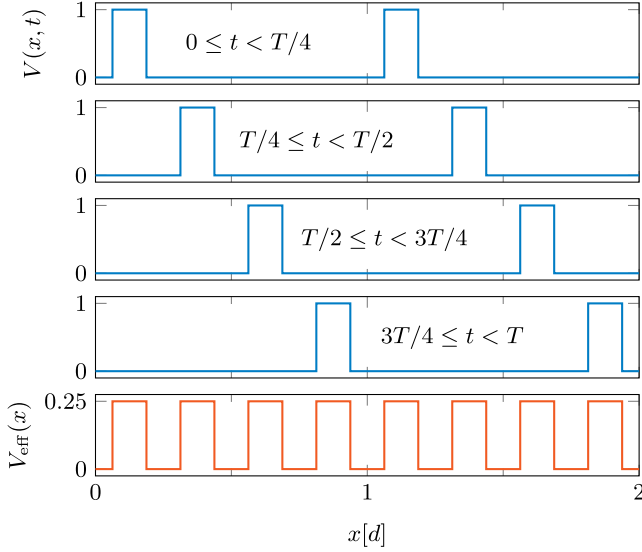 V(x, t)
1
0
0 ≤ t < T/4
1
0
T/4 ≤ t < T/2
1
0
T/2 ≤ t < 3T/4
1
0
3T/4 ≤ t < T
V_eff(x)
0.25
0
0 1 2
x[d]